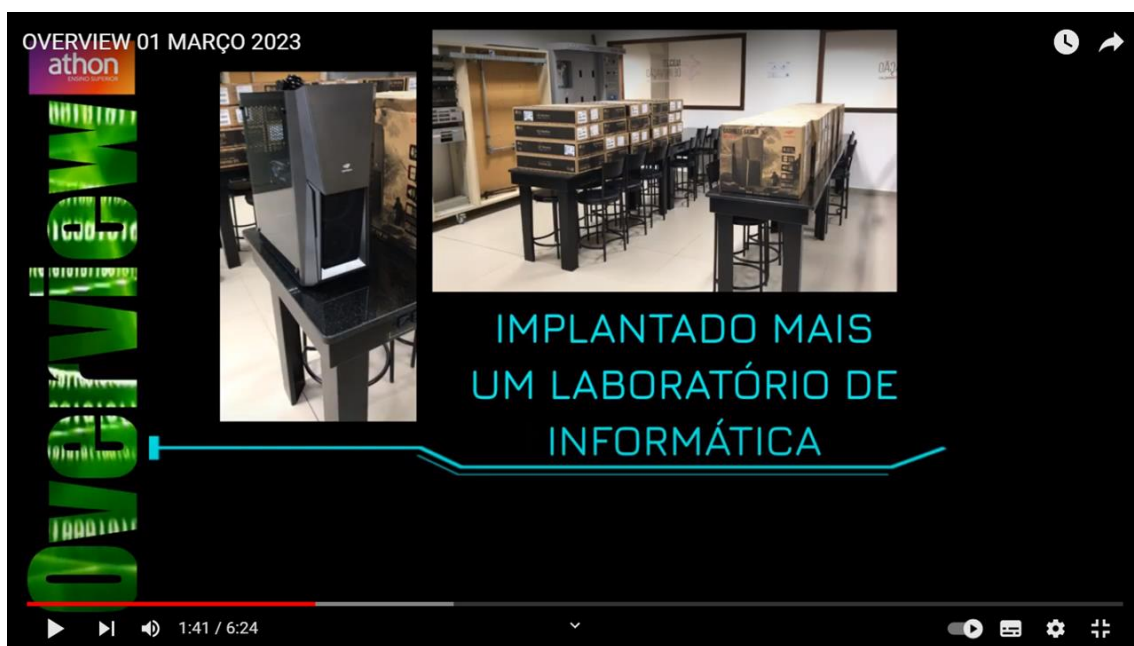 OVERVIEW 01 MARÇO 2023
athon
ENSINO SUPERIOR
Overview
IMPLANTADO MAIS
UM LABORATÓRIO DE
INFORMÁTICA
1:41 / 6:24